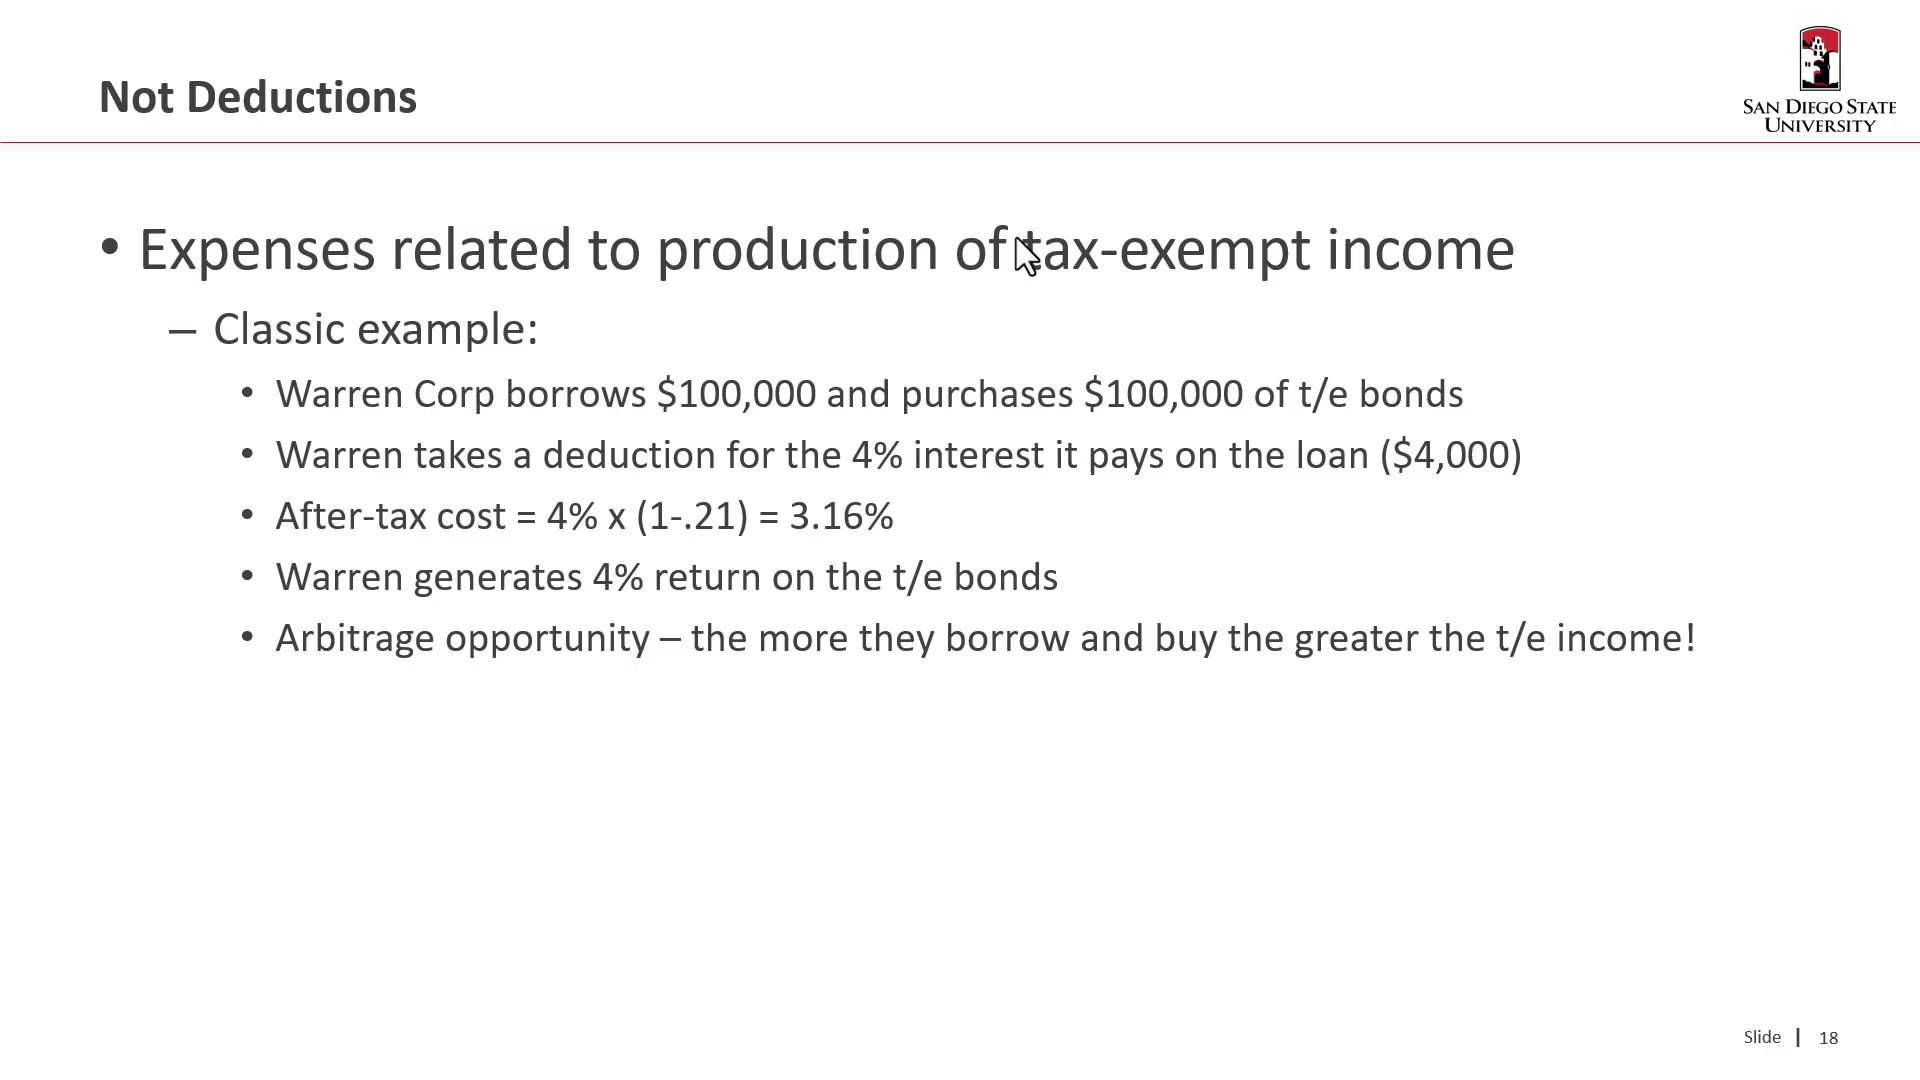 Not Deductions
SAN DIEGO STATE
UNIVERSITY
• Expenses related to production of tax-exempt income
– Classic example:
• Warren Corp borrows $100,000 and purchases $100,000 of t/e bonds
• Warren takes a deduction for the 4% interest it pays on the loan ($4,000)
• After-tax cost = 4% x (1-.21) = 3.16%
• Warren generates 4% return on the t/e bonds
• Arbitrage opportunity – the more they borrow and buy the greater the t/e income!
Slide | 18